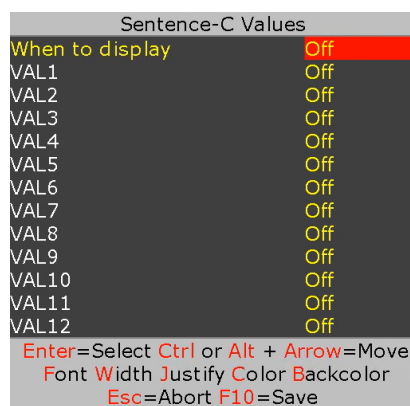 Sentence-C Values
When to display Off
VAL1 Off
VAL2 Off
VAL3 Off
VAL4 Off
VAL5 Off
VAL6 Off
VAL7 Off
VAL8 Off
VAL9 Off
VAL10 Off
VAL11 Off
VAL12 Off
Enter=Select Ctrl or Alt + Arrow=Move
Font Width Justify Color Backcolor
Esc=Abort F10=Save